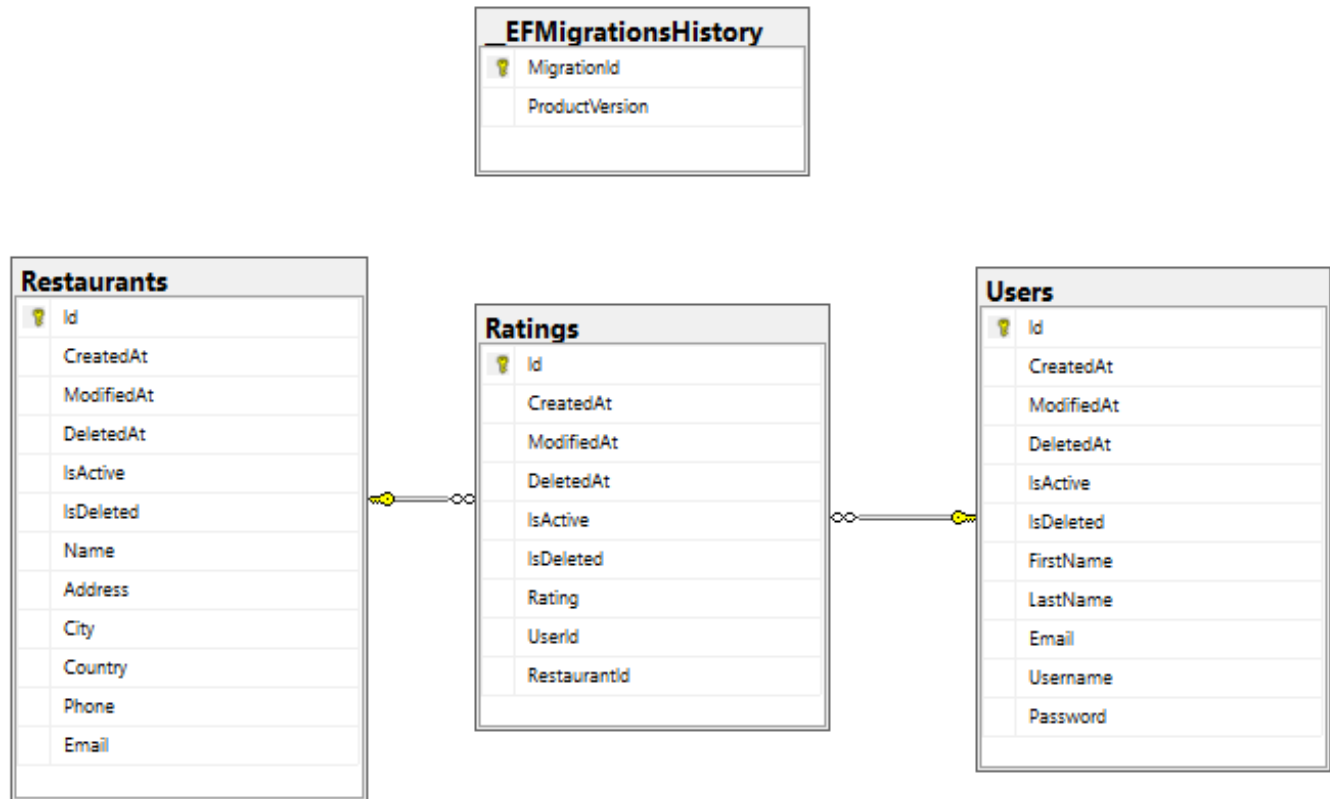 __EFMigrationsHistory
MigrationId
ProductVersion
Restaurants
Id
CreatedAt
ModifiedAt
DeletedAt
IsActive
IsDeleted
Name
Address
City
Country
Phone
Email
Ratings
Id
CreatedAt
ModifiedAt
DeletedAt
IsActive
IsDeleted
Rating
UserId
RestaurantId
Users
Id
CreatedAt
ModifiedAt
DeletedAt
IsActive
IsDeleted
FirstName
LastName
Email
Username
Password